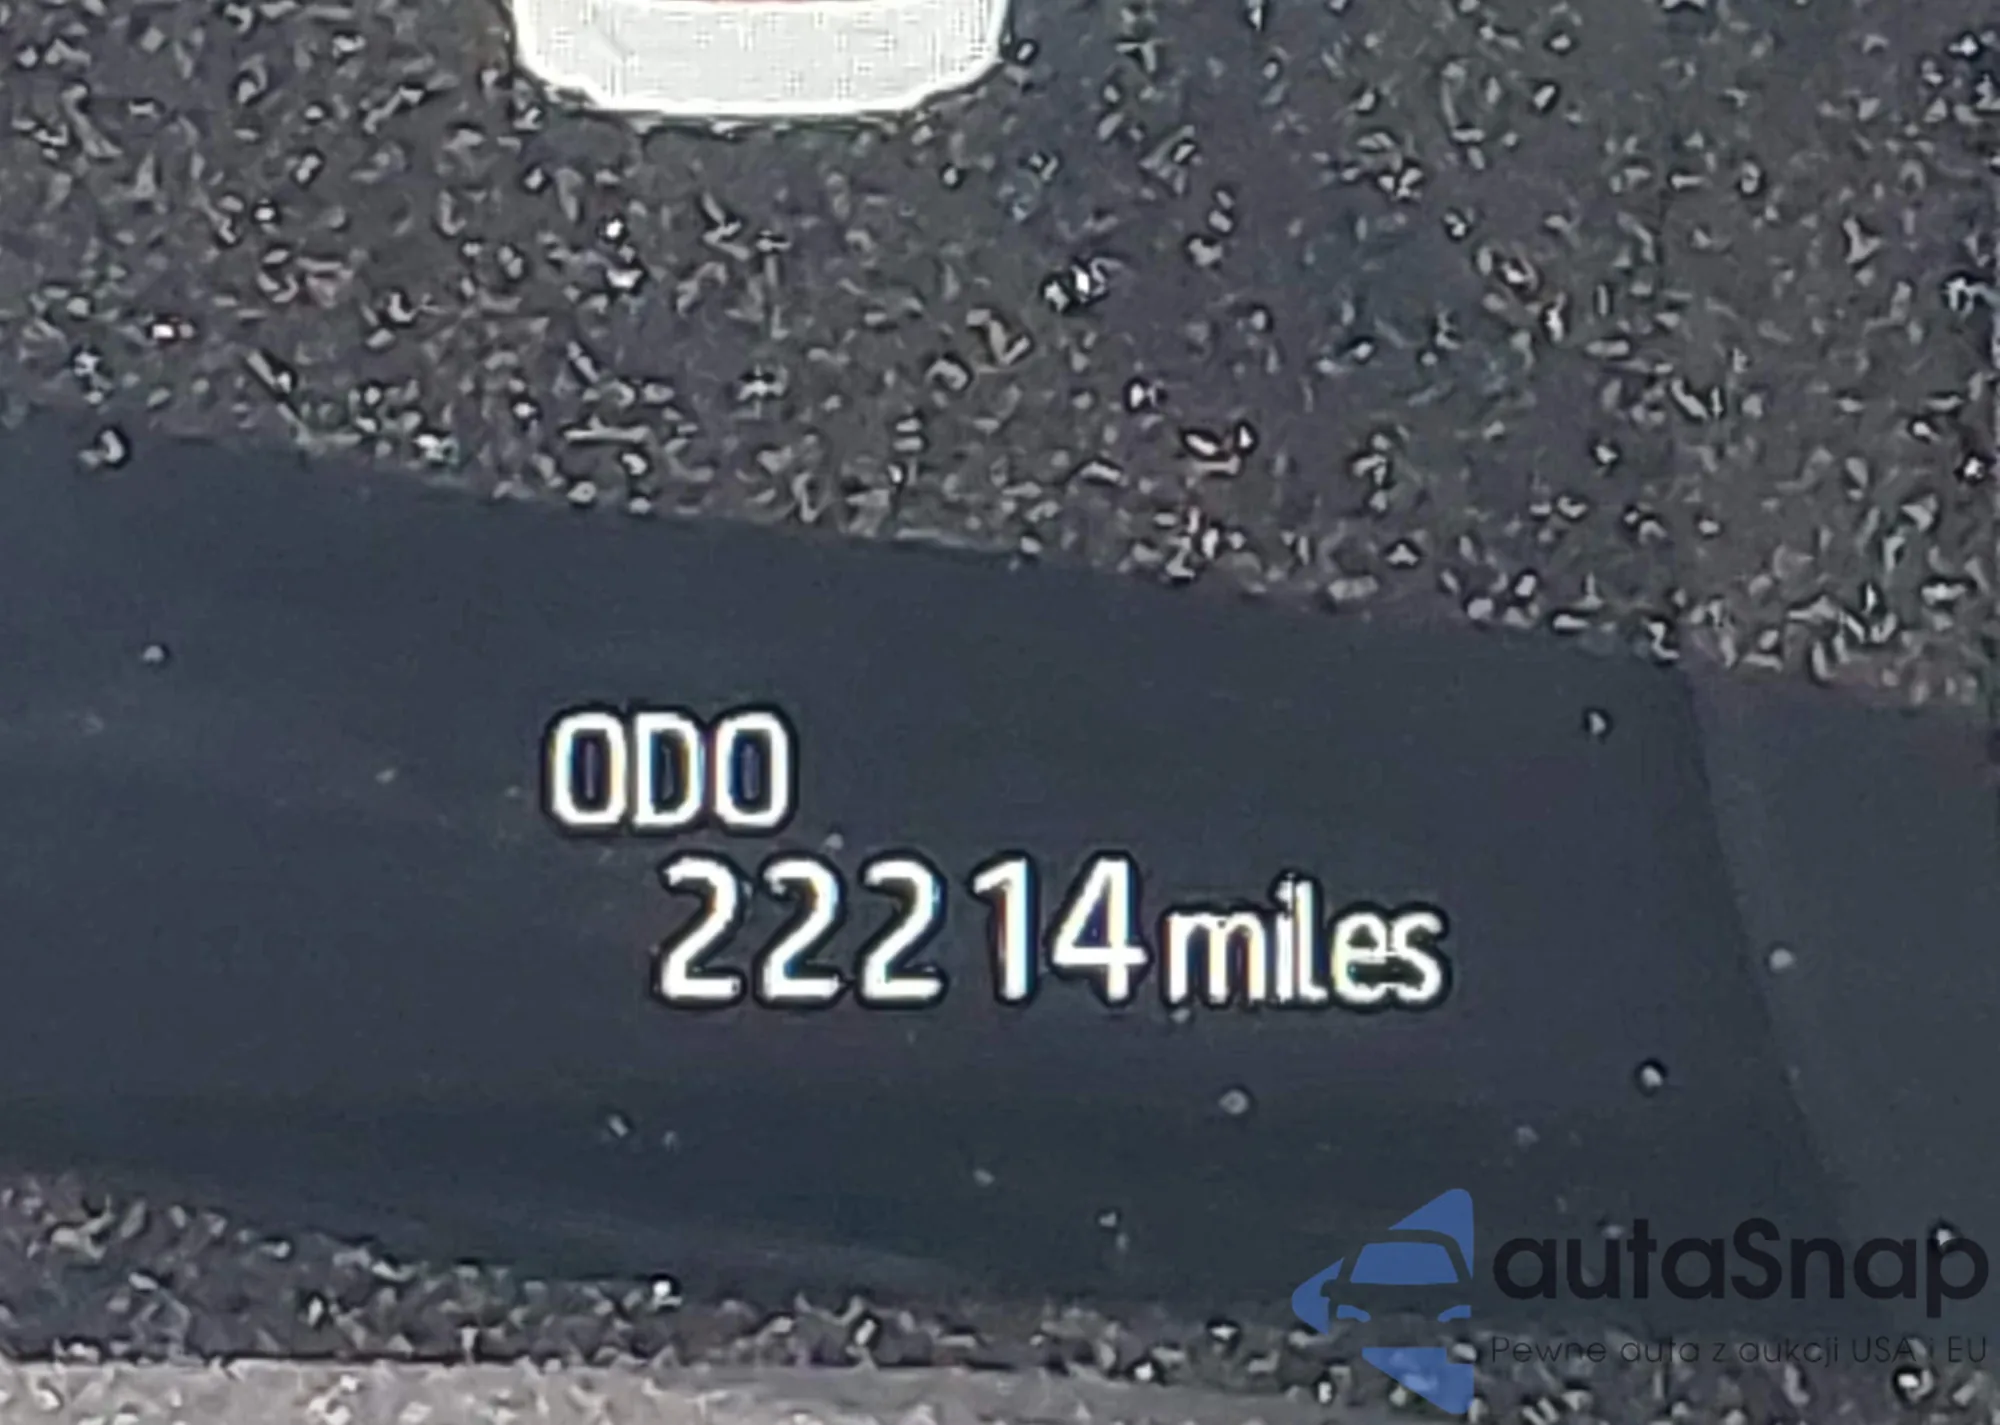 ODO
22214 miles
autaSnap
Pewne auta z aukcji USA i EU